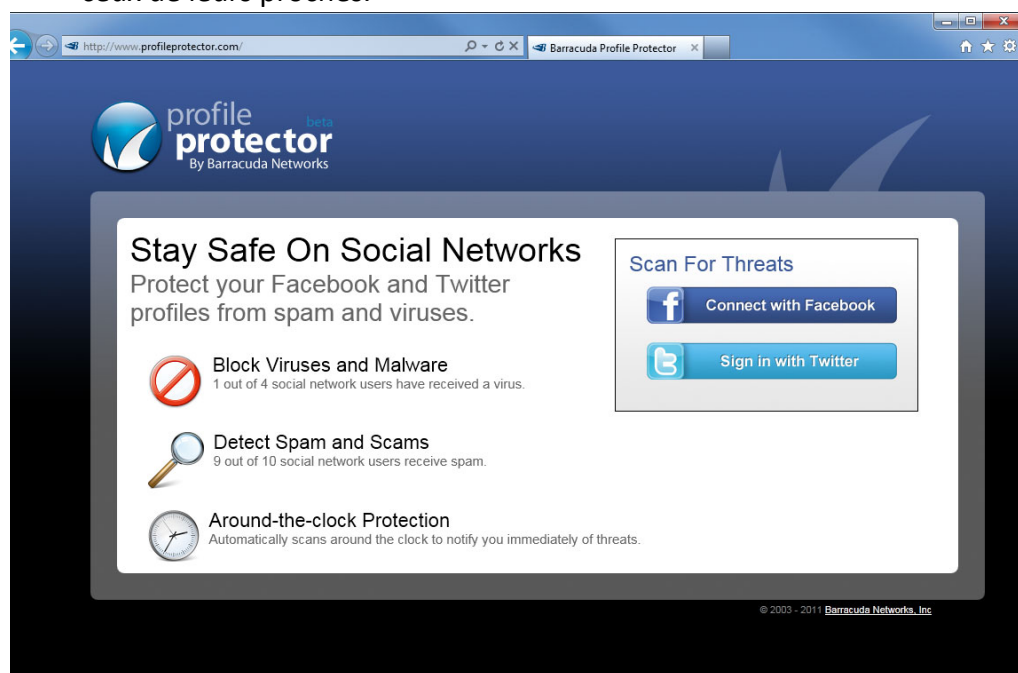 ceux de leurs proches.
http://www.profileprotector.com/
Barracuda Profile Protector
profile
beta
protector
By Barracuda Networks
Stay Safe On Social Networks
Protect your Facebook and Twitter
profiles from spam and viruses.
Block Viruses and Malware
1 out of 4 social network users have received a virus.
Detect Spam and Scams
9 out of 10 social network users receive spam.
Around-the-clock Protection
Automatically scans around the clock to notify you immediately of threats.
Scan For Threats
Connect with Facebook
Sign in with Twitter
© 2003 - 2011 Barracuda Networks, Inc